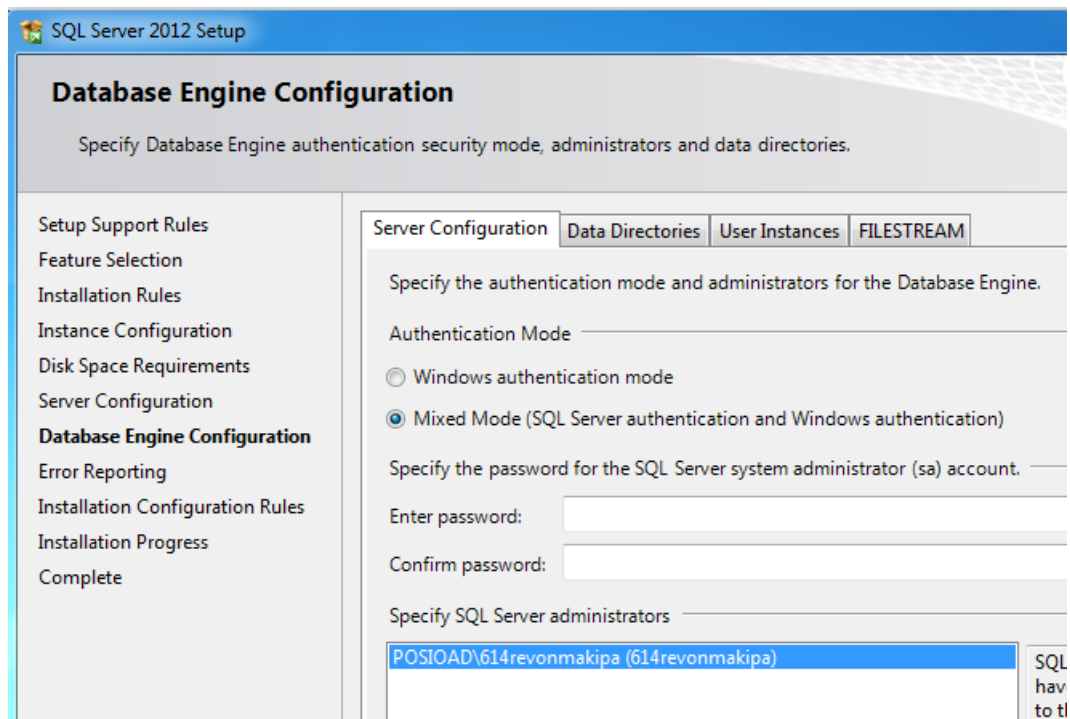 SQL Server 2012 Setup
Database Engine Configuration
Specify Database Engine authentication security mode, administrators and data directories.
Setup Support Rules
Feature Selection
Installation Rules
Instance Configuration
Disk Space Requirements
Server Configuration
Database Engine Configuration
Error Reporting
Installation Configuration Rules
Installation Progress
Complete
Server Configuration Data Directories User Instances FILESTREAM
Specify the authentication mode and administrators for the Database Engine.
Authentication Mode
Windows authentication mode
Mixed Mode (SQL Server authentication and Windows authentication)
Specify the password for the SQL Server system administrator (sa) account.
Enter password:
Confirm password:
Specify SQL Server administrators
POSIOAD\614revonmakipa (614revonmakipa)
SQL
hav
to t